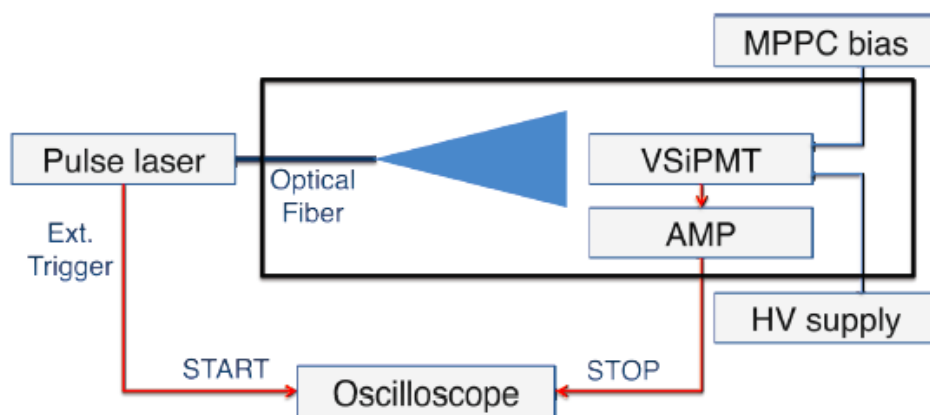 MPPC bias
Pulse laser
Optical
Fiber
VSiPMT
AMP
Ext.
Trigger
HV supply
START
STOP
Oscilloscope